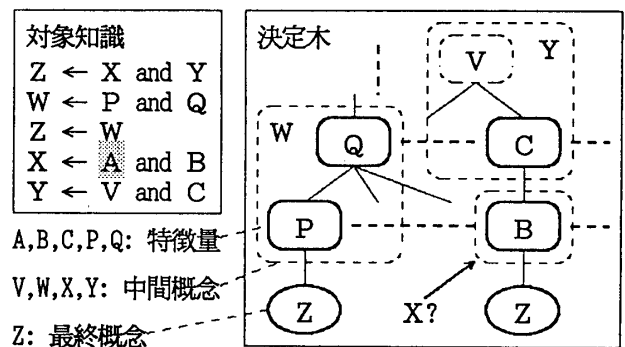 対象知識
Z ← X and Y
W ← P and Q
Z ← W
X ← A and B
Y ← V and C
A,B,C,P,Q: 特徴量
V,W,X,Y: 中間概念
Z: 最終概念
決定木
V
Y
W
Q
C
P
B
Z
X?
Z